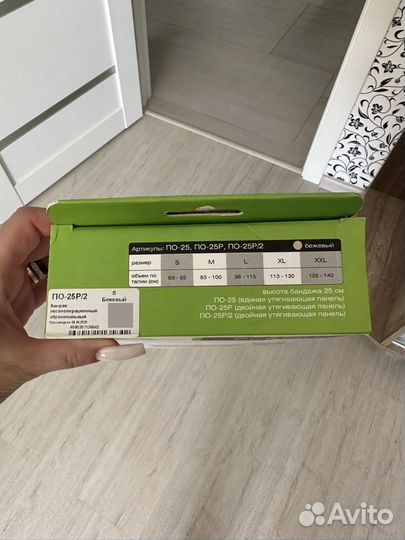 Артикулы: ПО-25, ПО-25Р, ПО-25Р/2 бежевый
размер S M L XL XXL
объем по талии (см) 68 - 85 83 - 100 98 - 115 113 - 130 128 - 140
высота бандажа 25 см
ПО-25 (единая утягивающая панель)
ПО-25Р (двойная утягивающая панель)
ПО-25Р/2 (двойная утягивающая панель)
ПО-25Р/2
S
Бежевый
Бандаж
послеоперационный
абдоминальный
Avito